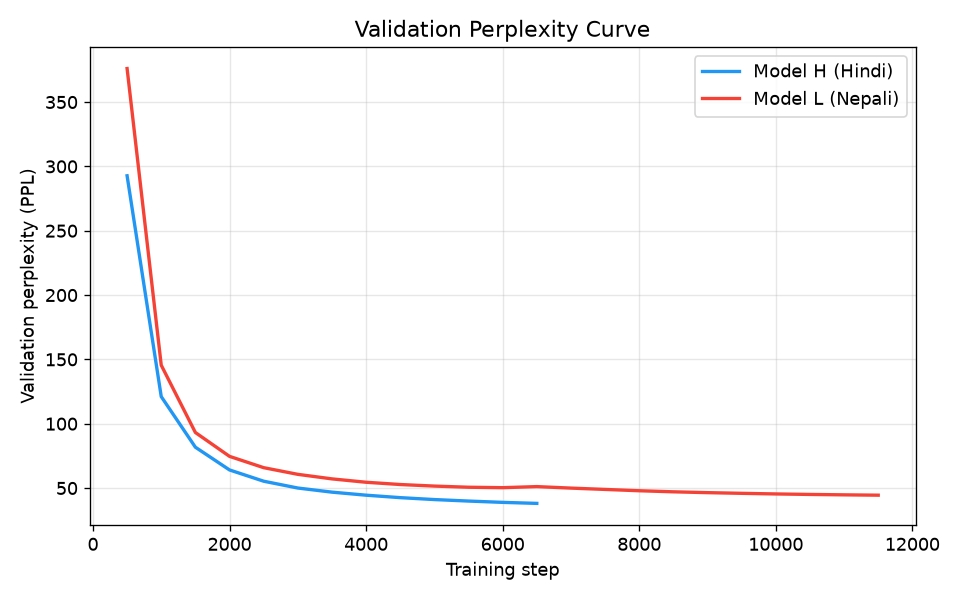 Validation Perplexity Curve
Model H (Hindi)
Model L (Nepali)
Validation perplexity (PPL)
350
300
250
200
150
100
50
0 2000 4000 6000 8000 10000 12000
Training step